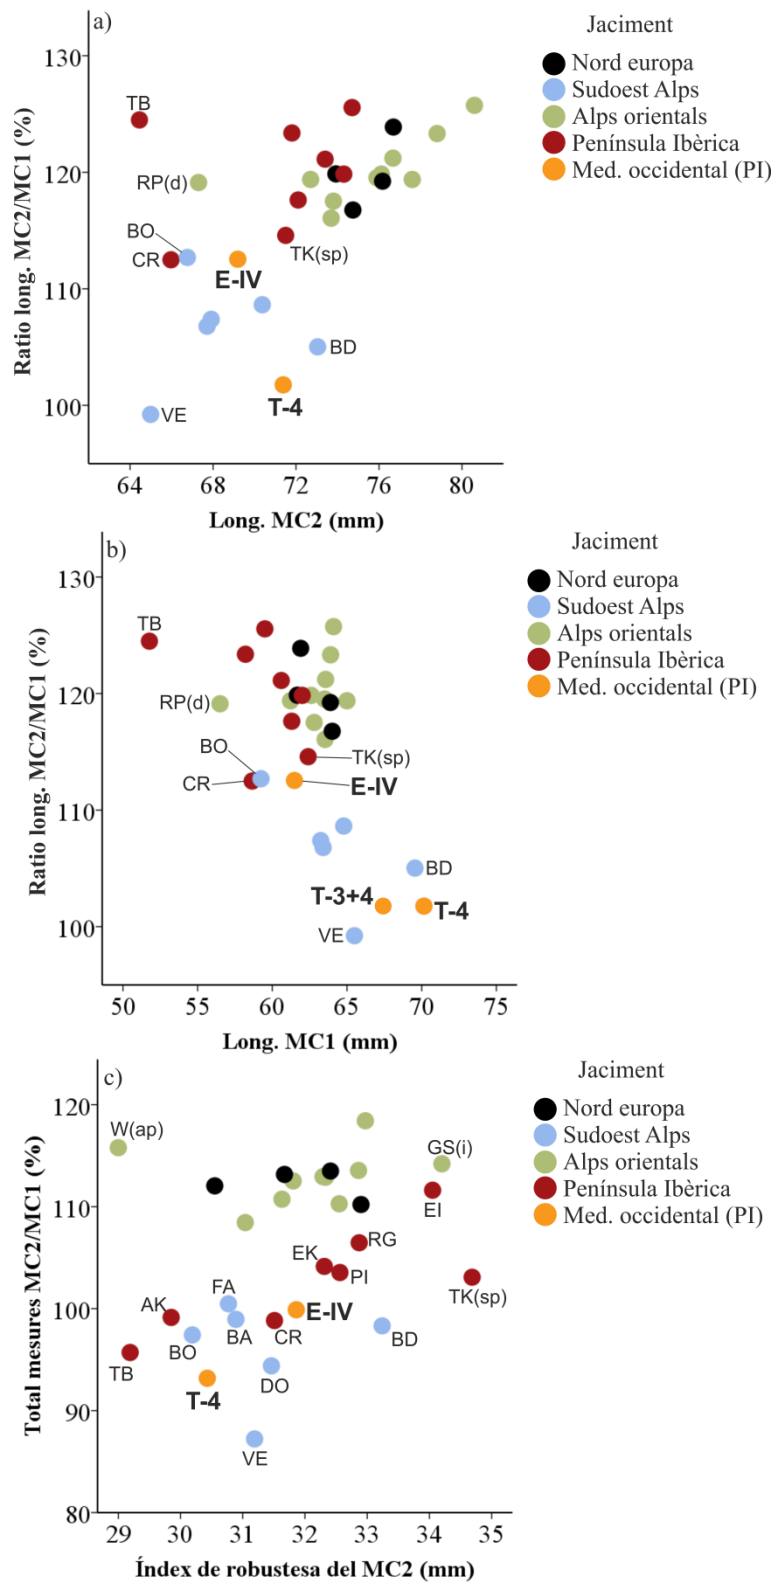 a)
Jaciment
Nord europa
Sudoest Alps
Alps orientals
Península Ibèrica
Med. occidental (PI)
Ratio long. MC2/MC1 (%)
130
120
110
100
TB
RP(d)
BO
CR
E-IV
TK(sp)
BD
T-4
VE
64 68 72 76 80
Long. MC2 (mm)
b)
Jaciment
Nord europa
Sudoest Alps
Alps orientals
Península Ibèrica
Med. occidental (PI)
Ratio long. MC2/MC1 (%)
130
120
110
100
TB
RP(d)
BO
TK(sp)
CR
E-IV
BD
T-3+4
T-4
VE
50 55 60 65 70 75
Long. MC1 (mm)
c)
Jaciment
Nord europa
Sudoest Alps
Alps orientals
Península Ibèrica
Med. occidental (PI)
Total mesures MC2/MC1 (%)
120
110
100
90
80
W(ap)
GS(i)
EI
RG
EK
PI
TK(sp)
FA
AK
E-IV
BA
CR
BD
BO
TB
DO
T-4
VE
29 30 31 32 33 34 35
Índex de robustesa del MC2 (mm)